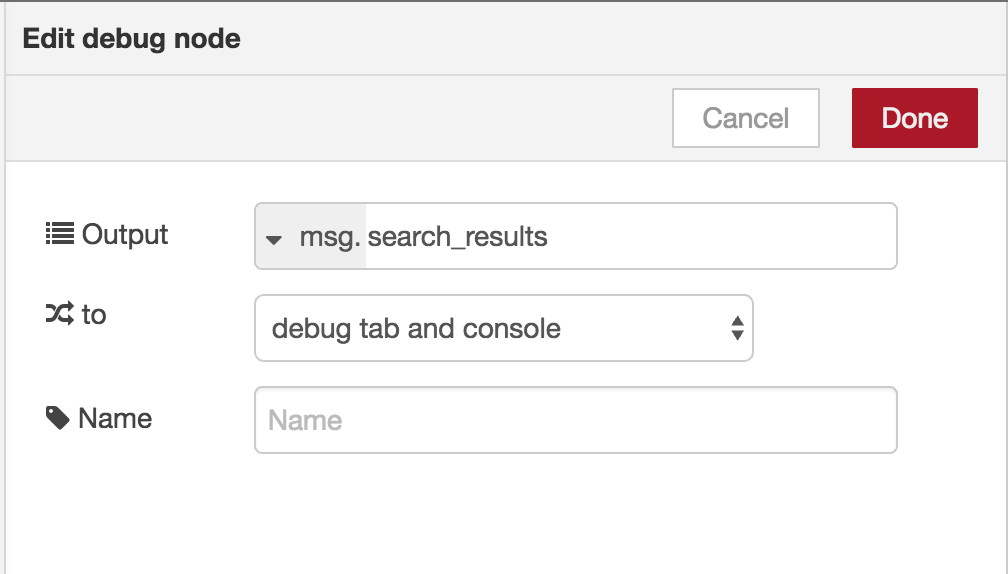 Edit debug node
Cancel Done
Output msg. search_results
to debug tab and console
Name Name